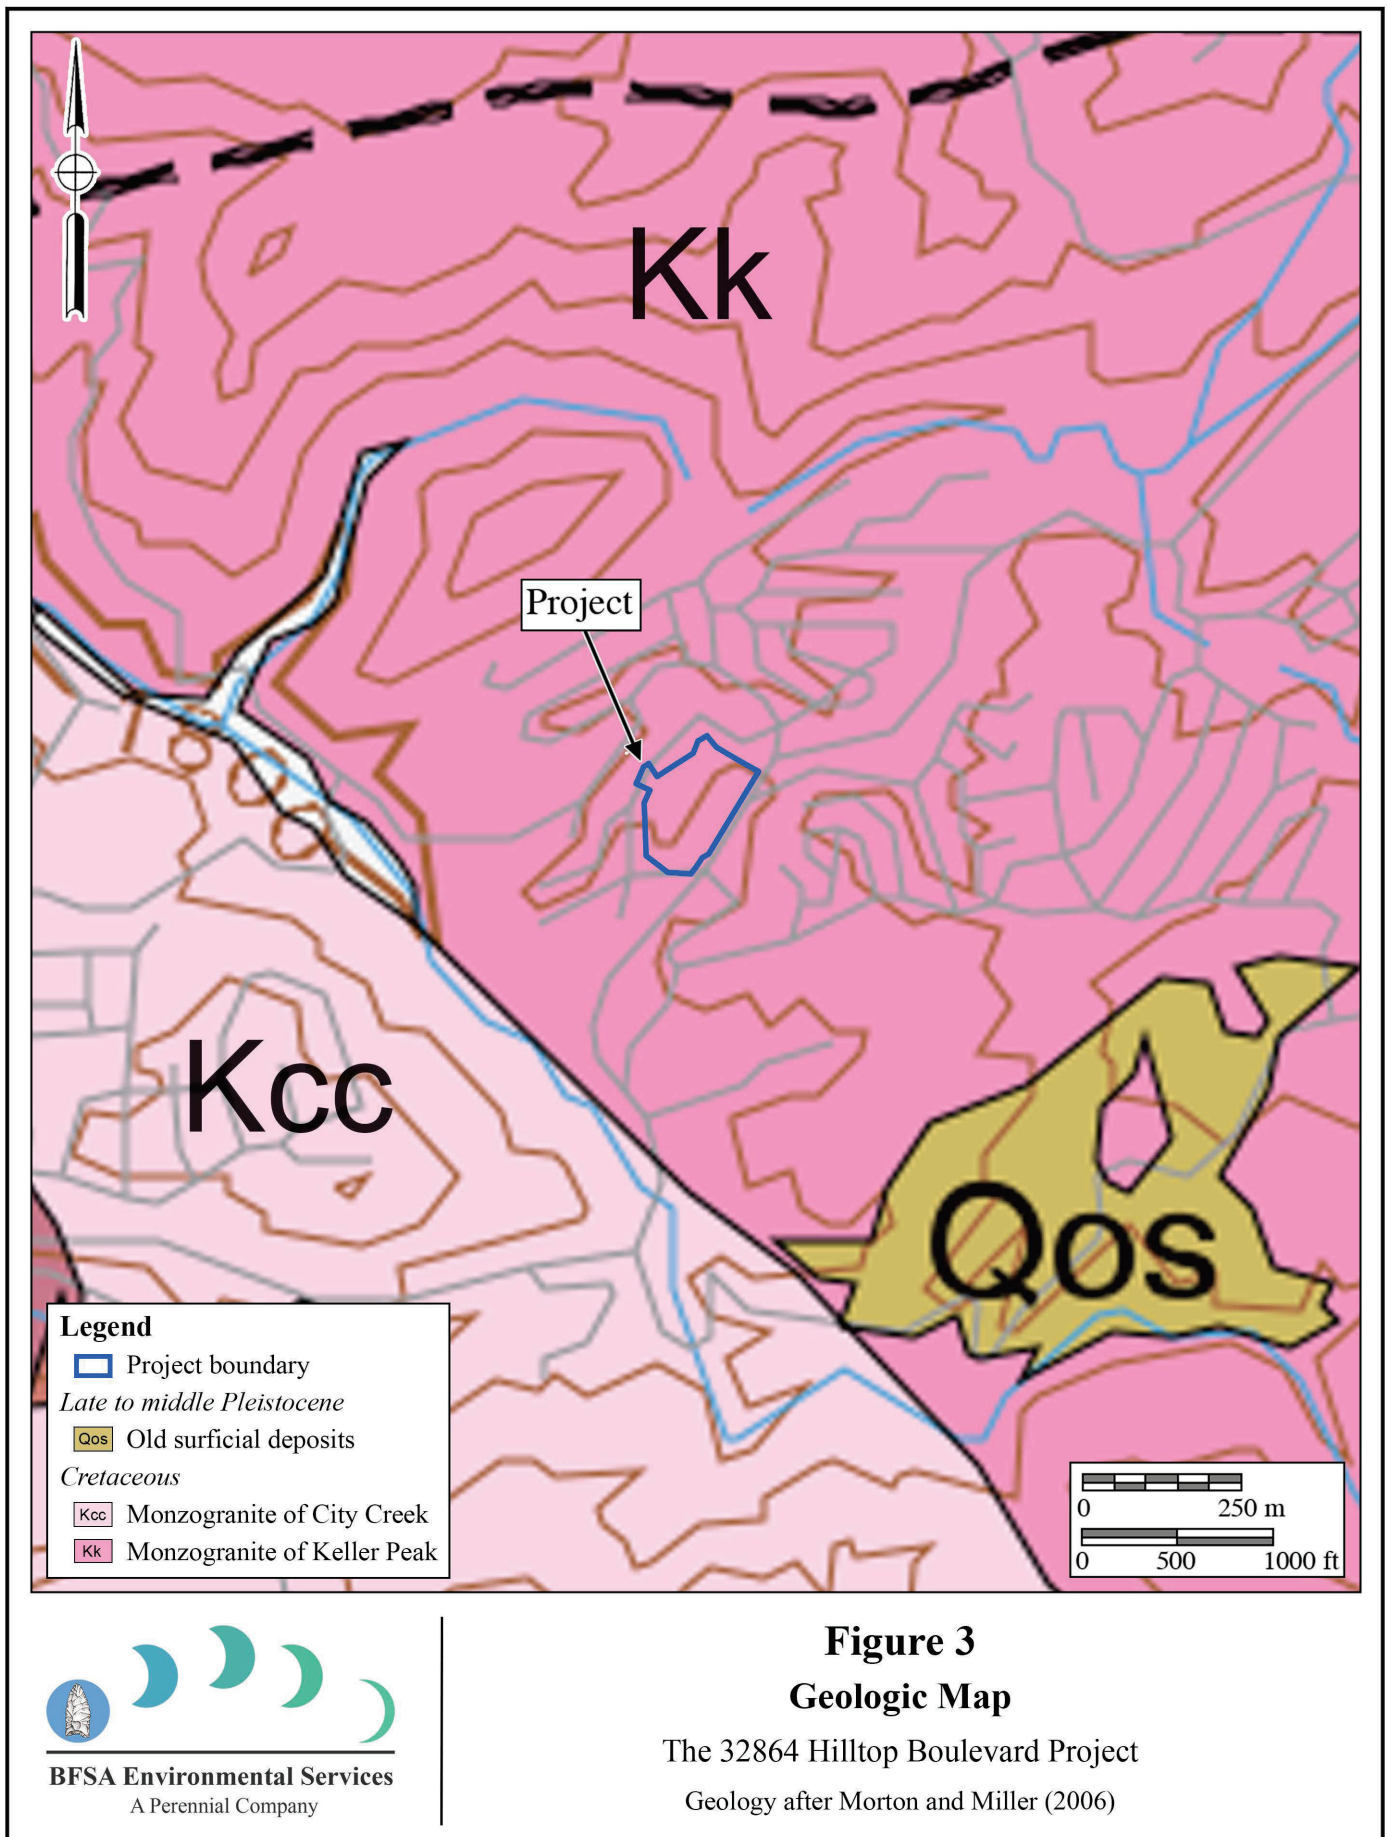 Kk
Project
Kcc
Qos
Legend
Project boundary
Late to middle Pleistocene
Qos Old surficial deposits
Cretaceous
Kcc Monzogranite of City Creek
Kk Monzogranite of Keller Peak
0 250 m
0 500 1000 ft
BFSA Environmental Services
A Perennial Company
Figure 3
Geologic Map
The 32864 Hilltop Boulevard Project
Geology after Morton and Miller (2006)